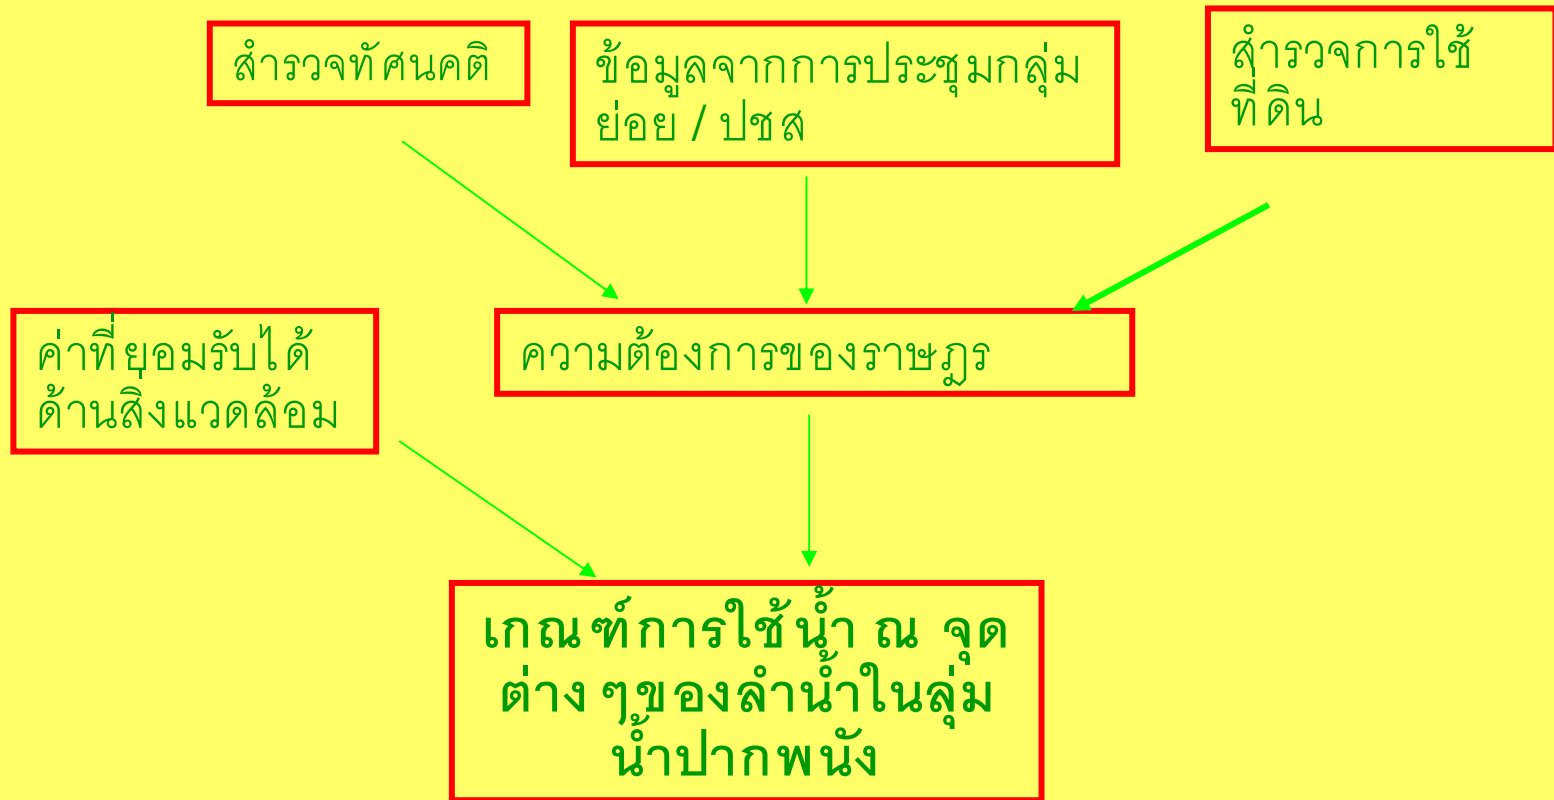 สำรวจทัศนคติ
ข้อมูลจากการประชุมกลุ่ม
ย่อย / ปชส
สำรวจการใช้
ที่ดิน
ค่าที่ยอมรับได้
ด้านสิ่งแวดล้อม
ความต้องการของราษฎร
เกณฑ์การใช้น้ำ ณ จุด
ต่าง ๆของลำน้ำในลุ่ม
น้ำปากพนัง